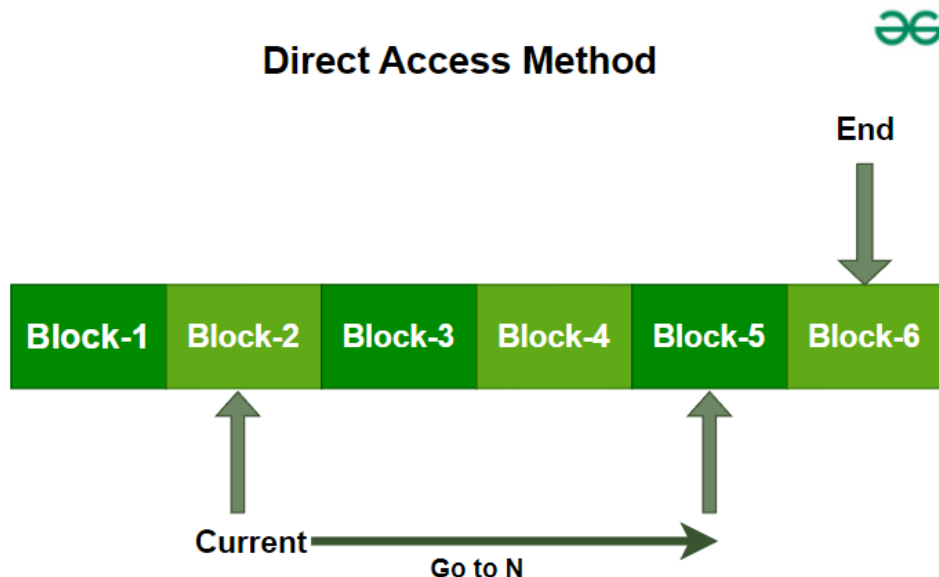 Direct Access Method
End
Block-1 Block-2 Block-3 Block-4 Block-5 Block-6
Current
Go to N